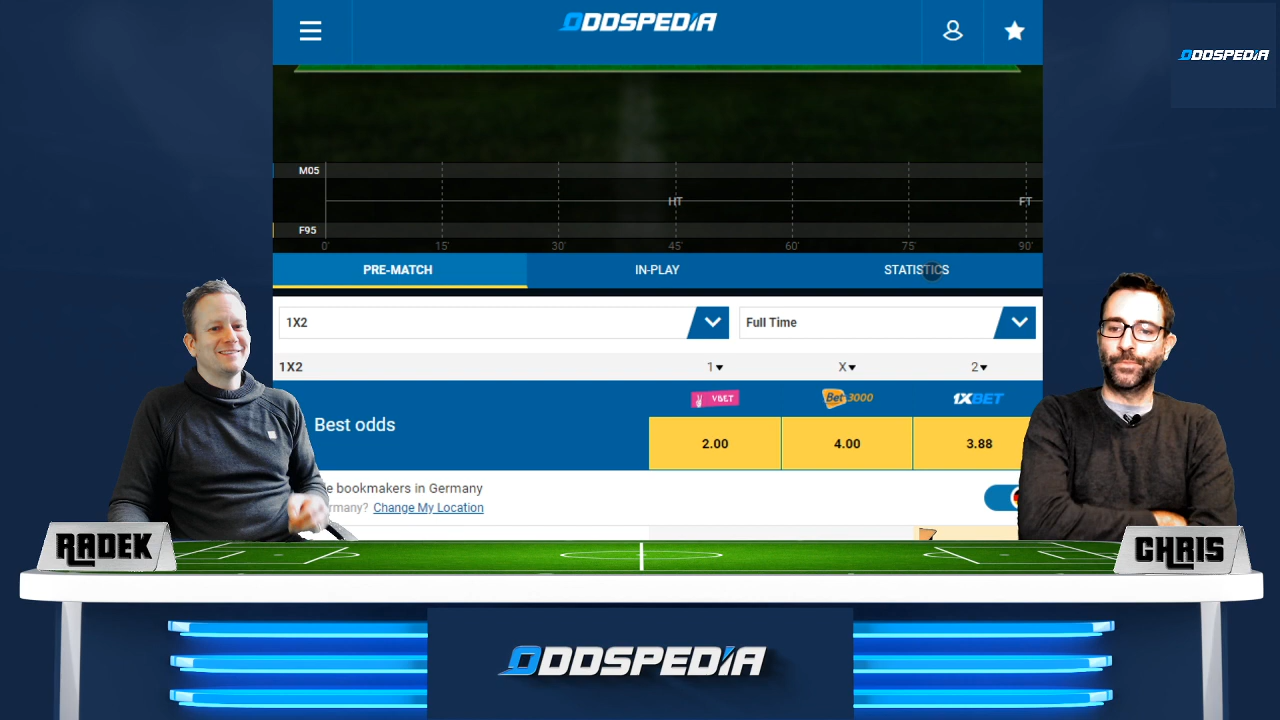 ODDSPEDIA
ODDSPEDIA
M05
HT
FT
F95
0' 15' 30' 45' 60' 75' 90'
PRE-MATCH IN-PLAY STATISTICS
1X2 Full Time
1X2 1 X 2
VBET Bet3000 1XBET
Best odds 2.00 4.00 3.88
bookmakers in Germany
Change My Location
RADEK
CHRIS
ODDSPEDIA